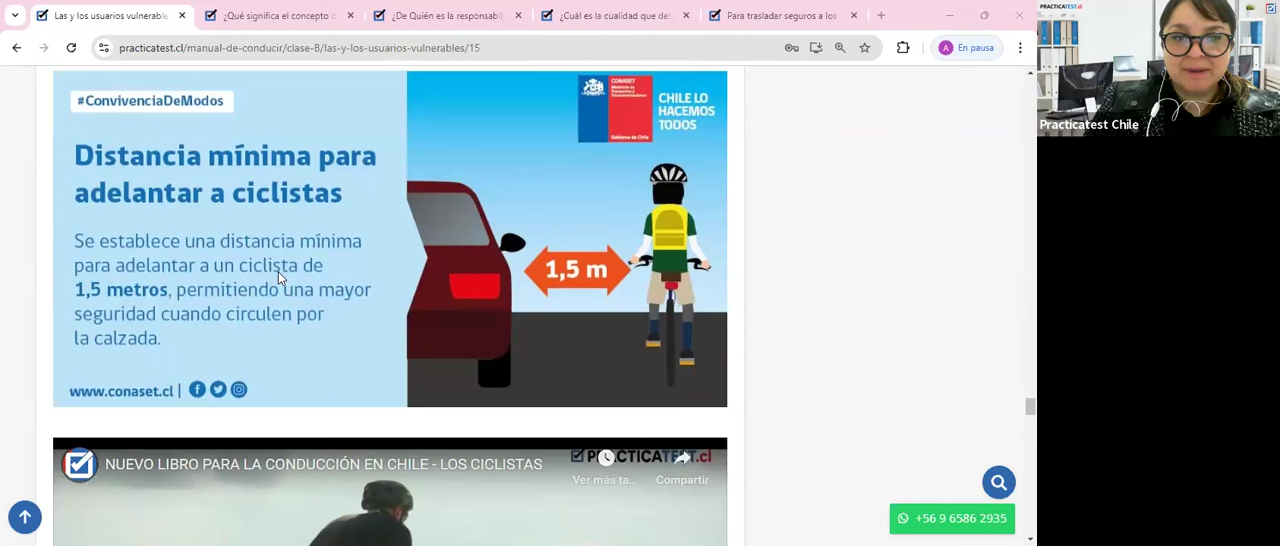 Las y los usuarios vulnerable
¿Qué significa el concepto d
¿De Quién es la responsabil
¿Cuál es la cualidad que de
Para trasladar seguros a los
practicatest.cl/manual-de-conducir/clase-B/las-y-los-usuarios-vulnerables/15
A En pausa
#ConvivenciaDeModos
Distancia mínima para
adelantar a ciclistas
Se establece una distancia mínima
para adelantar a un ciclista de
1,5 metros, permitiendo una mayor
seguridad cuando circulen por
la calzada.
www.conaset.cl |
CONASET
Gobierno de Chile
CHILE LO
HACEMOS
TODOS
1,5 m
NUEVO LIBRO PARA LA CONDUCCIÓN EN CHILE - LOS CICLISTAS
PRACTICATEST.cl
Ver más ta...
Compartir
+56 9 6586 2935
PRACTICATEST.cl
Practicatest Chile